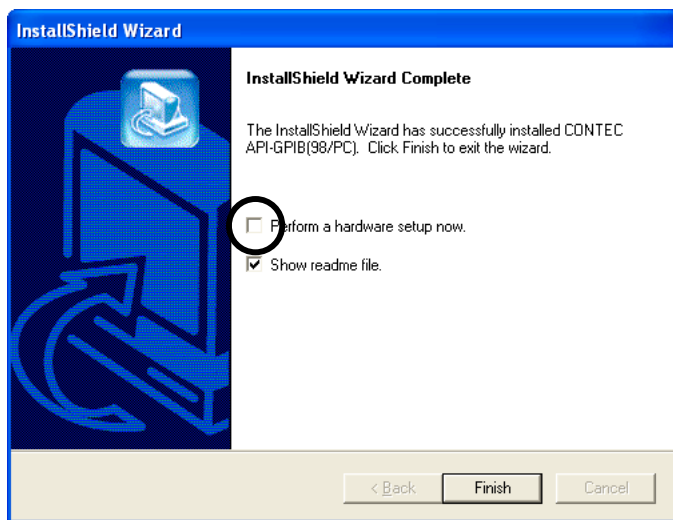 InstallShield Wizard
InstallShield Wizard Complete
The InstallShield Wizard has successfully installed CONTEC
API-GPIB(98/PC). Click Finish to exit the wizard.
Perform a hardware setup now.
Show readme file.
< Back
Finish
Cancel